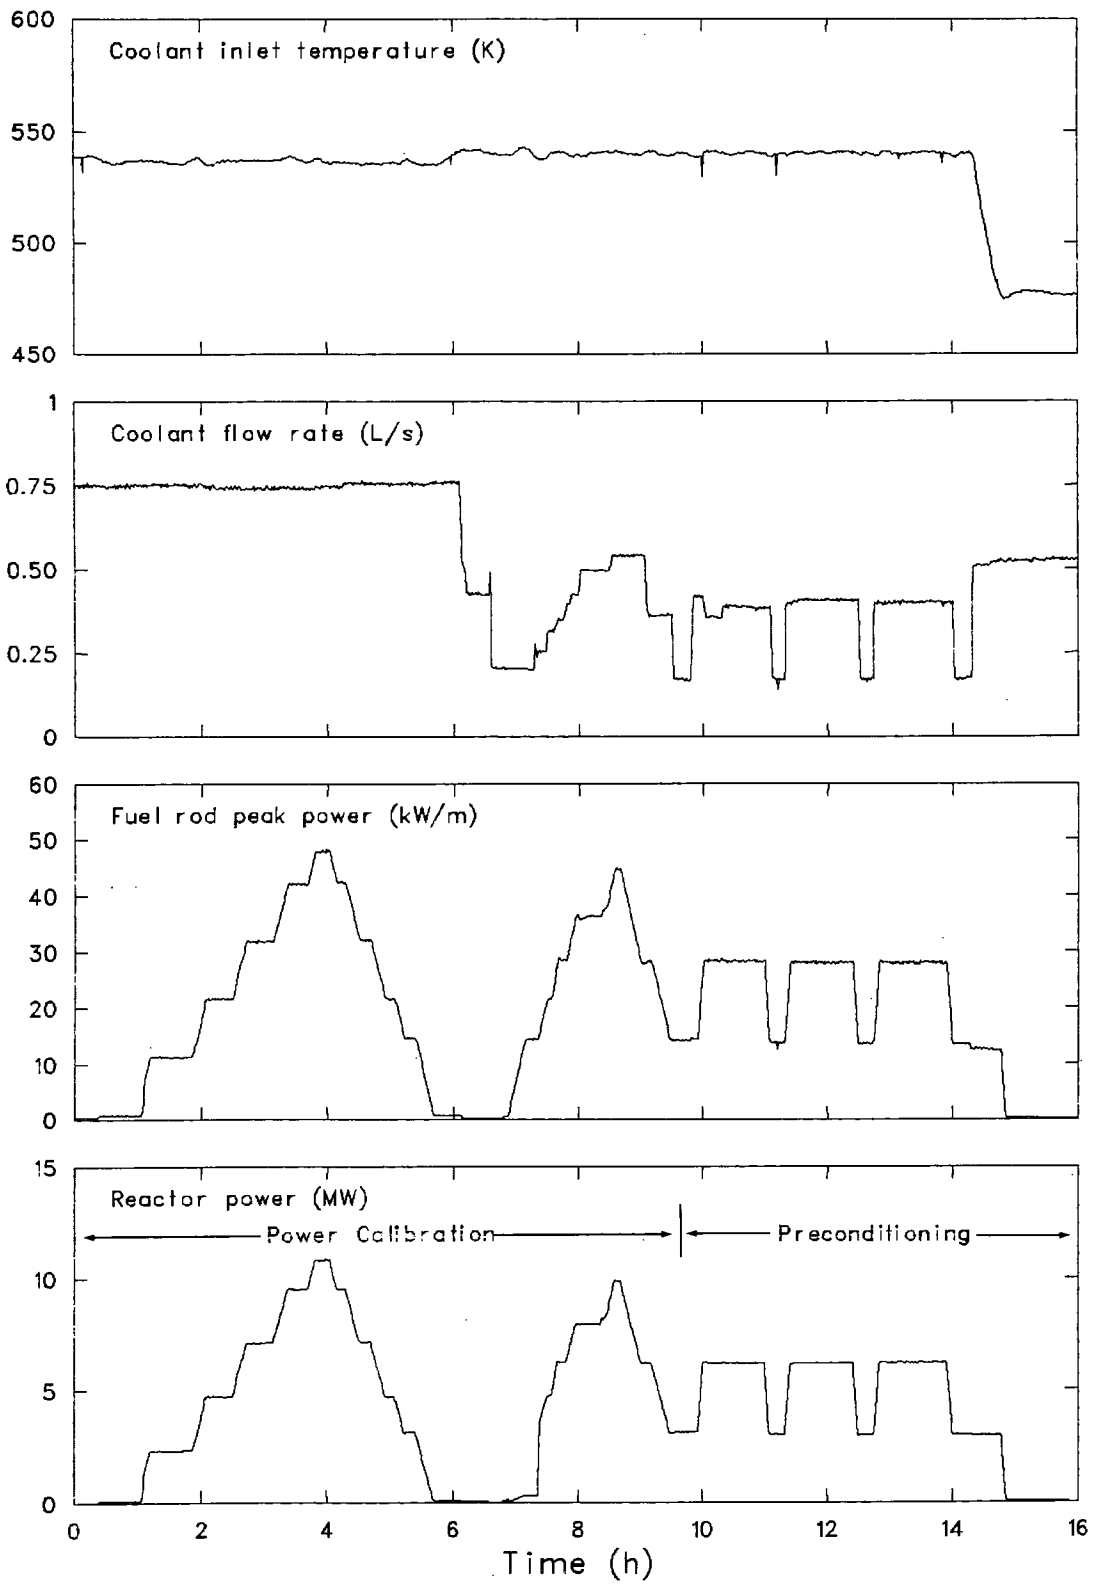 600
Coolant inlet temperature (K)
550
500
450
1
Coolant flow rate (L/s)
0.75
0.50
0.25
0
60
Fuel rod peak power (kW/m)
50
40
30
20
10
0
15
Reactor power (MW)
Power Calibration Preconditioning
10
5
0
0 2 4 6 8 10 12 14 16
Time (h)